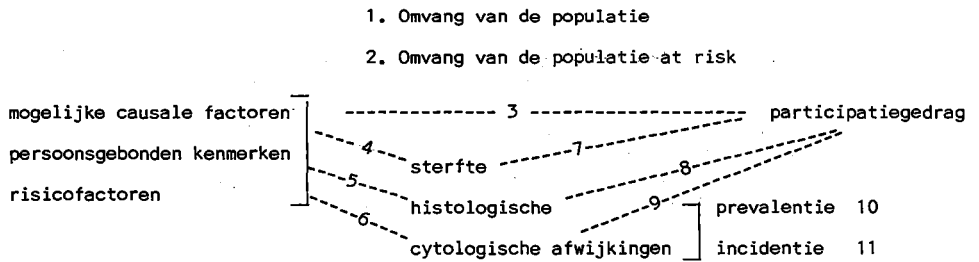 1. Omvang van de populatie
2. Omvang van de populatie at risk
mogelijke causale factoren 3 participatiegedrag
persoonsgebonden kenmerken 4 sterfte 7
risicofactoren 5 histologische 8
6 cytologische afwijkingen 9 prevalentie 10
incidentie 11